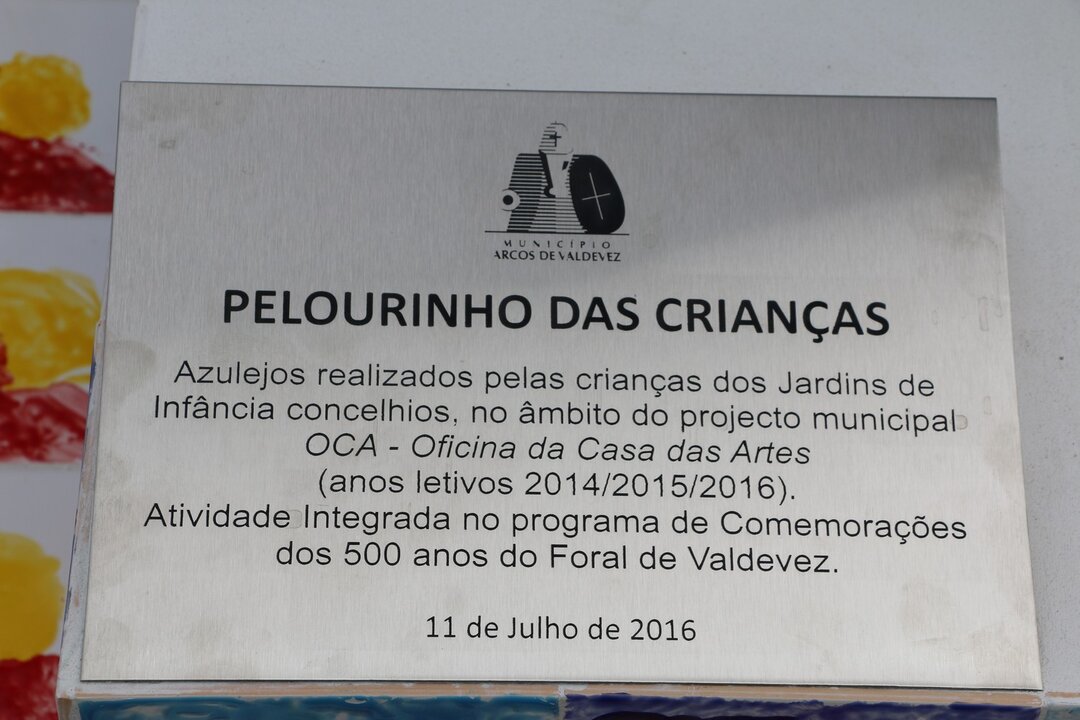 MUNICÍPIO
ARCOS DE VALDEVEZ
PELOURINHO DAS CRIANÇAS
Azulejos realizados pelas crianças dos Jardins de
Infância concelhios, no âmbito do projecto municipal
OCA - Oficina da Casa das Artes
(anos letivos 2014/2015/2016).
Atividade Integrada no programa de Comemorações
dos 500 anos do Foral de Valdevez.
11 de Julho de 2016